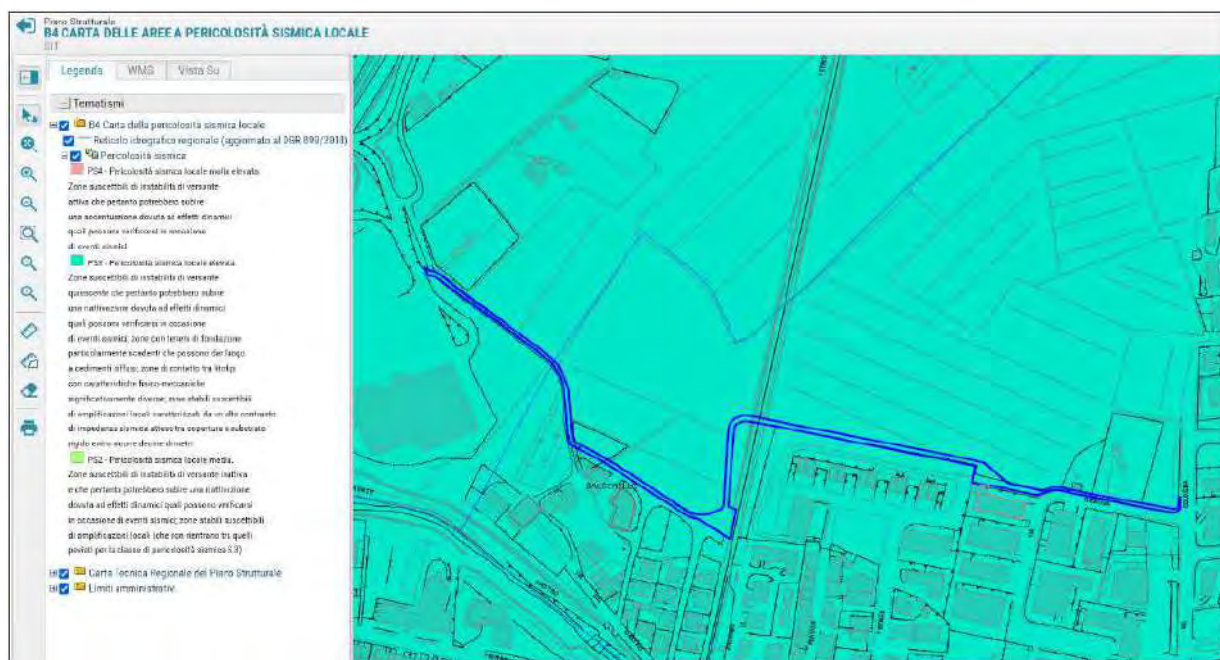 Piano Strutturale
B4 CARTA DELLE AREE A PERICOLOSITÀ SISMICA LOCALE
SIT
Legenda
WMS
Vista Su
Tematismi
B4 Carta della pericolosità sismica locale
Reticolo idrografico regionale (aggiornato al DGR 899/2018)
Pericolosità sismica
PS4 - Pericolosità sismica locale molto elevata.
Zone suscettibili di instabilità di versante
attiva che pertanto potrebbero subire
una accentuazione dovuta ad effetti dinamici
quali possono verificarsi in occasione
di eventi sismici
PS3 - Pericolosità sismica locale elevata.
Zone suscettibili di instabilità di versante
quiescente che pertanto potrebbero subire
una riattivazione dovuta ad effetti dinamici
quali possono verificarsi in occasione
di eventi sismici; zone con terreni di fondazione
particolarmente scadenti che possono dar luogo
a cedimenti diffusi; zone di contatto tra litotipi
con caratteristiche fisico-meccaniche
significativamente diverse; zone stabili suscettibili
di amplificazioni locali caratterizzati da un alto contrasto
di impedenza sismica atteso tra copertura e substrato
rigido entro alcune decine di metri
PS2 - Pericolosità sismica locale media.
Zone suscettibili di instabilità di versante inattiva
e che pertanto potrebbero subire una riattivazione
dovuta ad effetti dinamici quali possono verificarsi
in occasione di eventi sismici; zone stabili suscettibili
di amplificazioni locali (che non rientrano tra quelli
previsti per la classe di pericolosità sismica S.3)
Carta Tecnica Regionale del Piano Strutturale
Limiti amministrativi